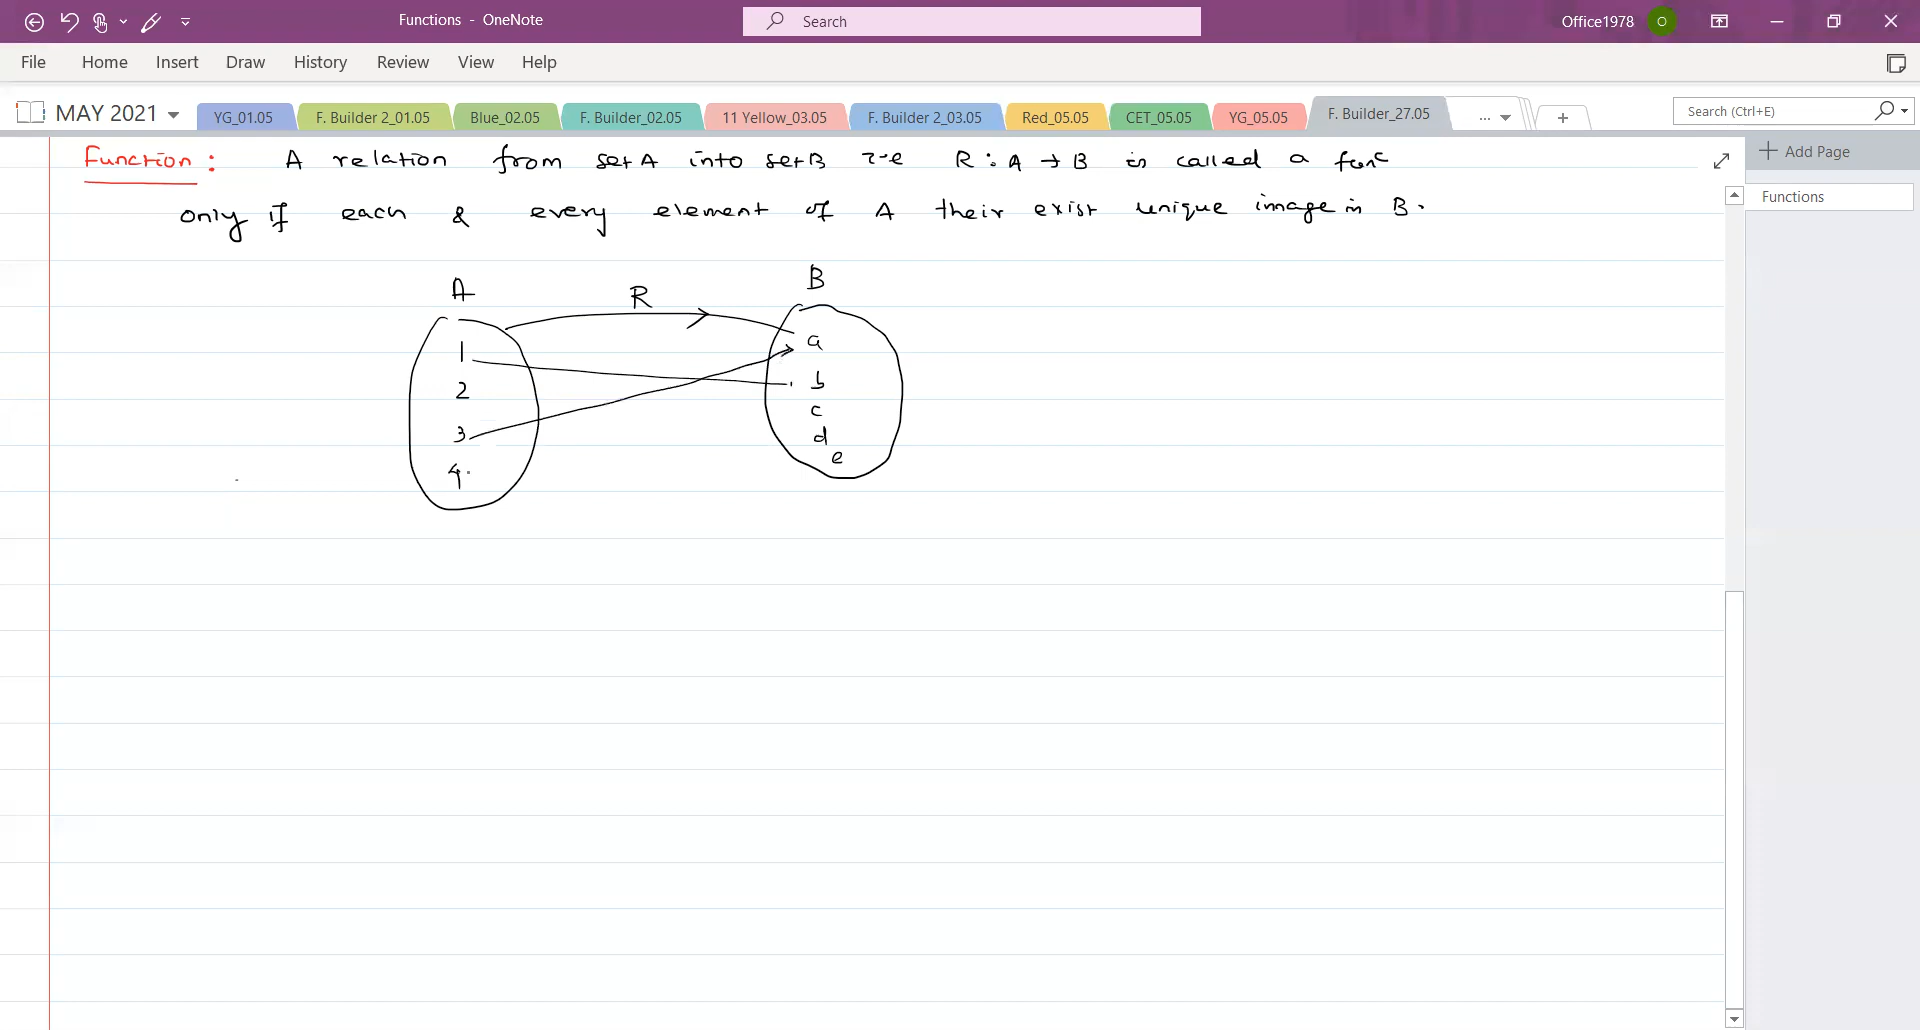 Functions - OneNote
Search
Office1978
O
File Home Insert Draw History Review View Help
MAY 2021
YG_01.05 F. Builder 2_01.05 Blue_02.05 F. Builder_02.05 11 Yellow_03.05 F. Builder 2_03.05 Red_05.05 CET_05.05 YG_05.05 F. Builder_27.05 ... +
Search (Ctrl+E)
Add Page
Functions
Function : A relation from set A into set B i-e R : A → B is called a func
only if each & every element of A their exist unique image in B.
A R B
1
2
3
4
a
b
c
d
e